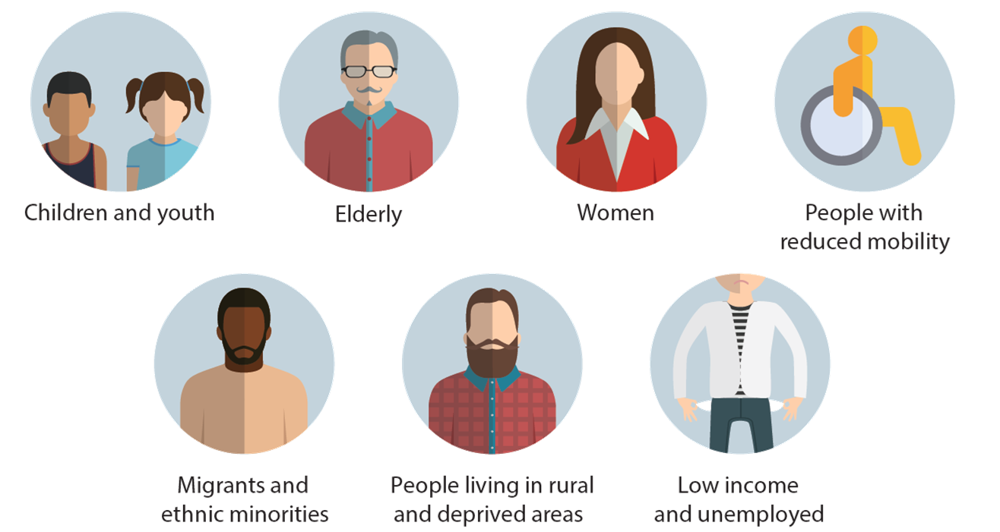 Children and youth
Elderly
Women
People with
reduced mobility
Migrants and
ethnic minorities
People living in rural
and deprived areas
Low income
and unemployed